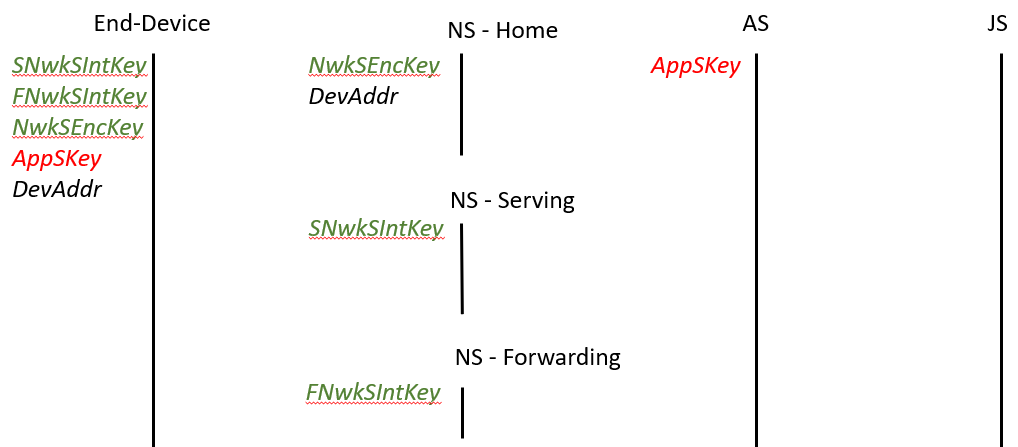 End-Device
SNwkSIntKey
FNwkSIntKey
NwkSEncKey
AppSKey
DevAddr
NS - Home
NwkSEncKey
DevAddr
NS - Serving
SNwkSIntKey
NS - Forwarding
FNwkSIntKey
AS
AppSKey
JS